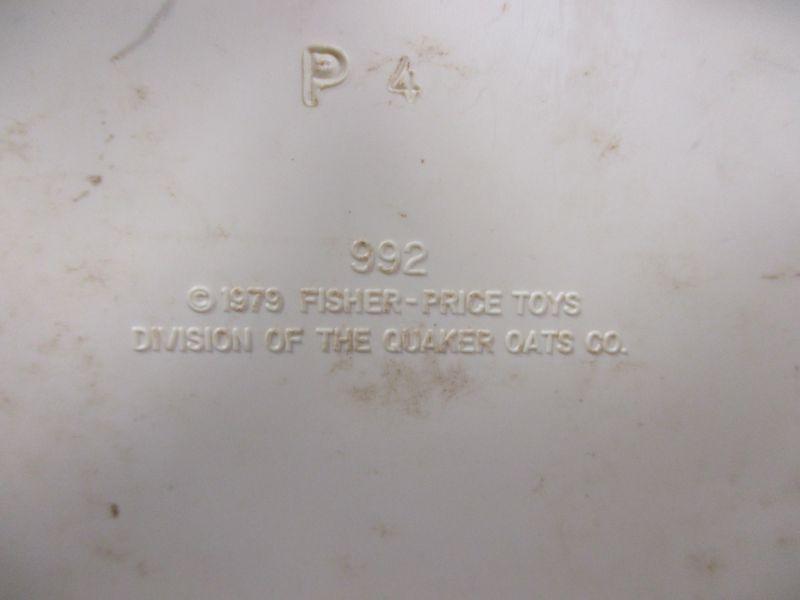 P 4
992
© 1979 FISHER-PRICE TOYS
DIVISION OF THE QUAKER OATS CO.